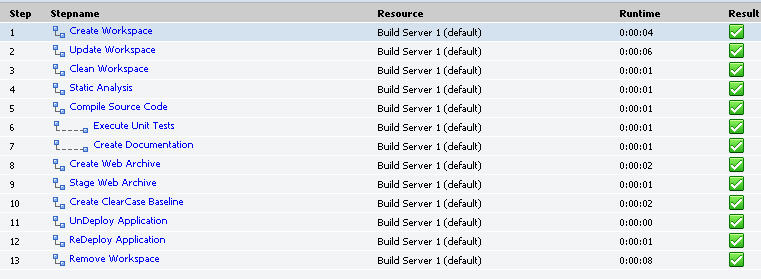 Step Stepname Resource Runtime Result
1 Create Workspace Build Server 1 (default) 0:00:04
2 Update Workspace Build Server 1 (default) 0:00:06
3 Clean Workspace Build Server 1 (default) 0:00:01
4 Static Analysis Build Server 1 (default) 0:00:01
5 Compile Source Code Build Server 1 (default) 0:00:01
6 Execute Unit Tests Build Server 1 (default) 0:00:01
7 Create Documentation Build Server 1 (default) 0:00:01
8 Create Web Archive Build Server 1 (default) 0:00:02
9 Stage Web Archive Build Server 1 (default) 0:00:01
10 Create ClearCase Baseline Build Server 1 (default) 0:00:02
11 UnDeploy Application Build Server 1 (default) 0:00:00
12 ReDeploy Application Build Server 1 (default) 0:00:01
13 Remove Workspace Build Server 1 (default) 0:00:08